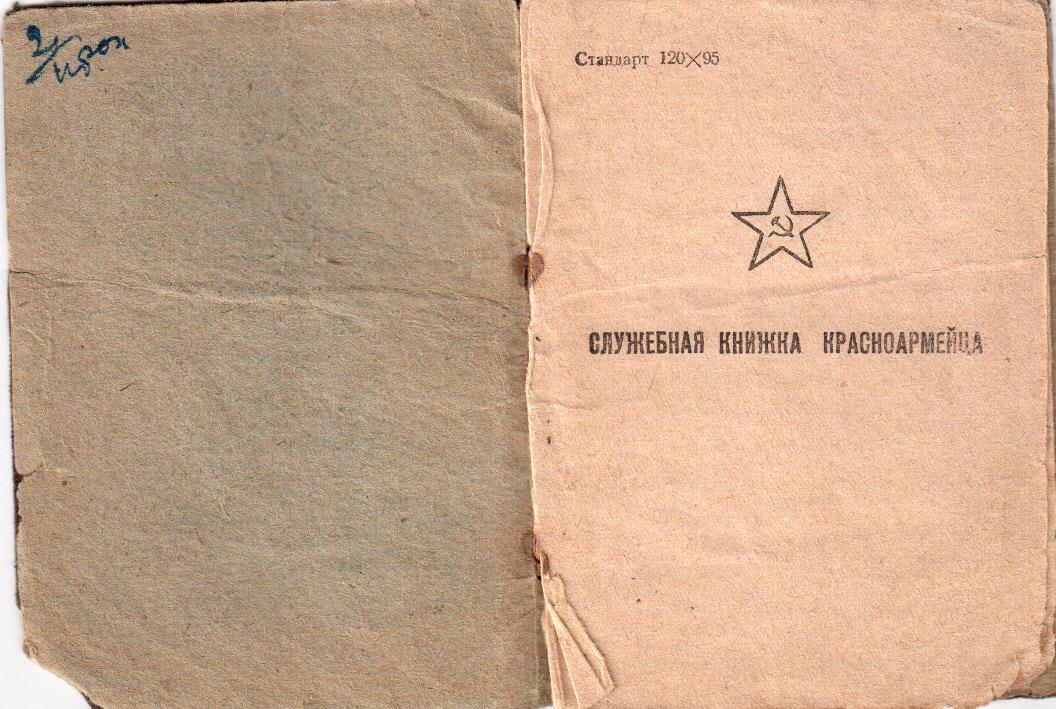 Стандарт 120×95
СЛУЖЕБНАЯ КНИЖКА КРАСНОАРМЕЙЦА